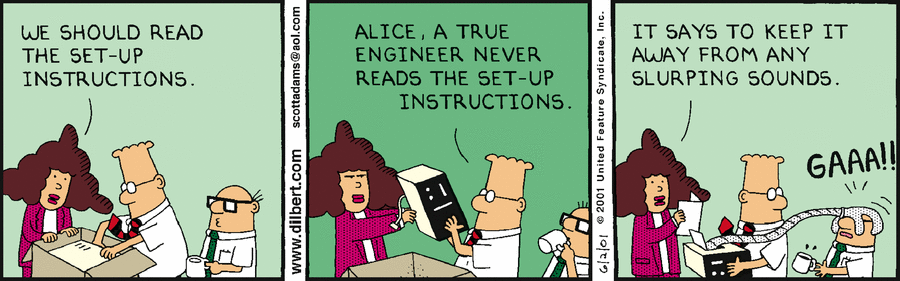 WE SHOULD READ
THE SET-UP
INSTRUCTIONS.
www.dilbert.com scottadams@aol.com
ALICE, A TRUE
ENGINEER NEVER
READS THE SET-UP
INSTRUCTIONS.
6/2/01 © 2001 United Feature Syndicate, Inc.
IT SAYS TO KEEP IT
AWAY FROM ANY
SLURPING SOUNDS.
GAAA!!